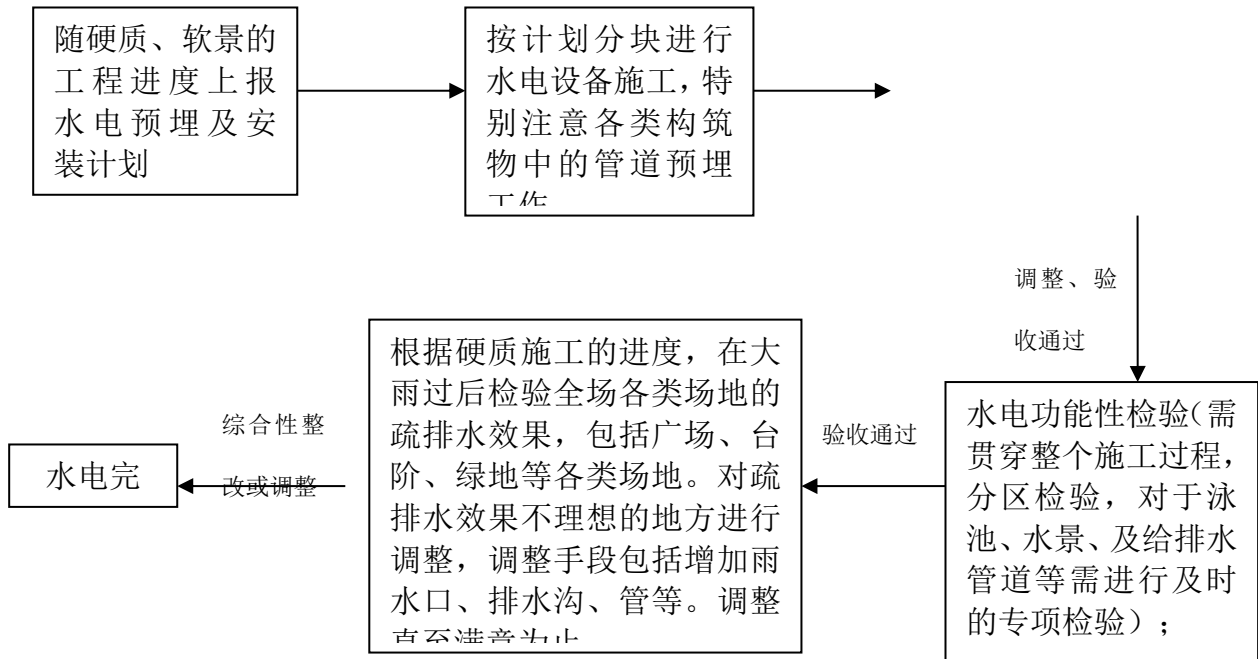 随硬质、软景的
工程进度上报
水电预埋及安
装计划
按计划分块进行
水电设备施工,特
别注意各类构筑
物中的管道预埋
工作
调整、验
收通过
水电功能性检验(需
贯穿整个施工过程,
分区检验,对于泳
池、水景、及给排水
管道等需进行及时
的专项检验);
验收通过
根据硬质施工的进度,在大
雨过后检验全场各类场地的
疏排水效果,包括广场、台
阶、绿地等各类场地。对疏
排水效果不理想的地方进行
调整,调整手段包括增加雨
水口、排水沟、管等。调整
直至满意为止
综合性整
改或调整
水电完